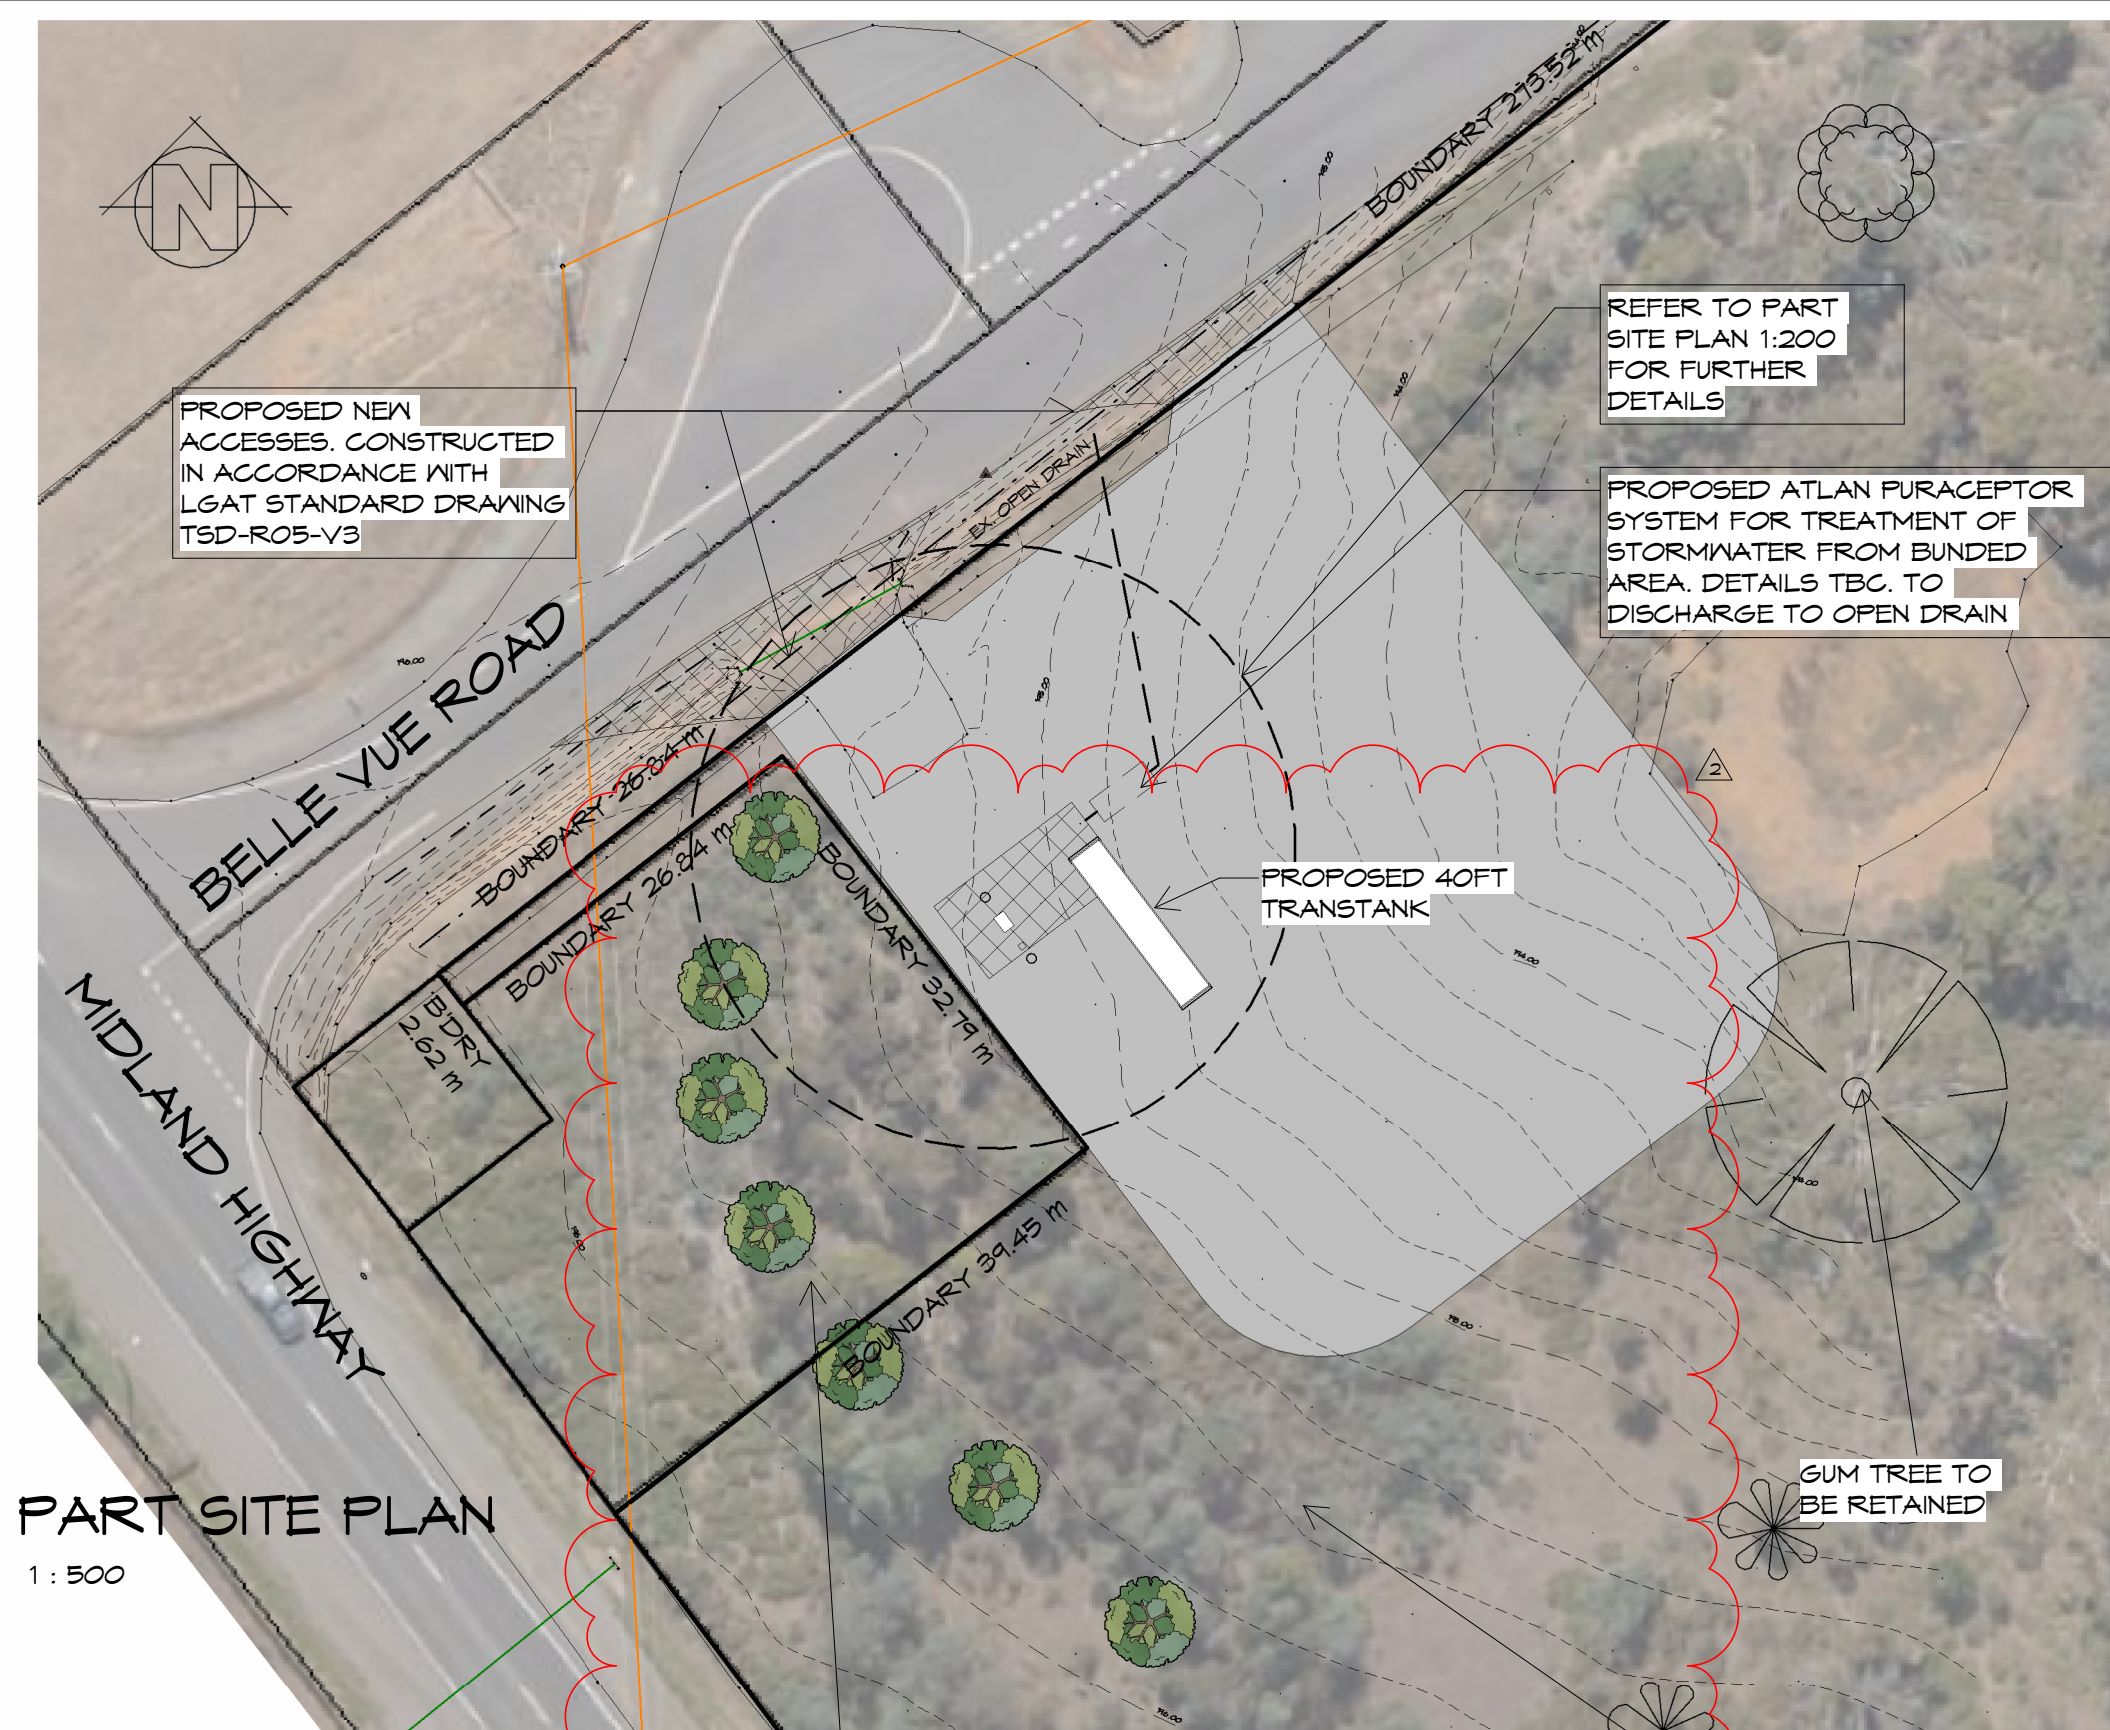 N
BOUNDARY 273.52 m
REFER TO PART
SITE PLAN 1:200
FOR FURTHER
DETAILS
PROPOSED NEW
ACCESSES. CONSTRUCTED
IN ACCORDANCE WITH
LGAT STANDARD DRAWING
TSD-R05-V3
EX. OPEN DRAIN
PROPOSED ATLAN PURACEPTOR
SYSTEM FOR TREATMENT OF
STORMWATER FROM BUNDED
AREA. DETAILS TBC. TO
DISCHARGE TO OPEN DRAIN
BELLE VUE ROAD
2
BOUNDARY 26.84 m
BOUNDARY 26.84 m
BOUNDARY 32.79 m
PROPOSED 40FT
TRANSTANK
B'DRY
2.62 m
MIDLAND HIGHWAY
BOUNDARY 39.45 m
GUM TREE TO
BE RETAINED
PART SITE PLAN
1 : 500